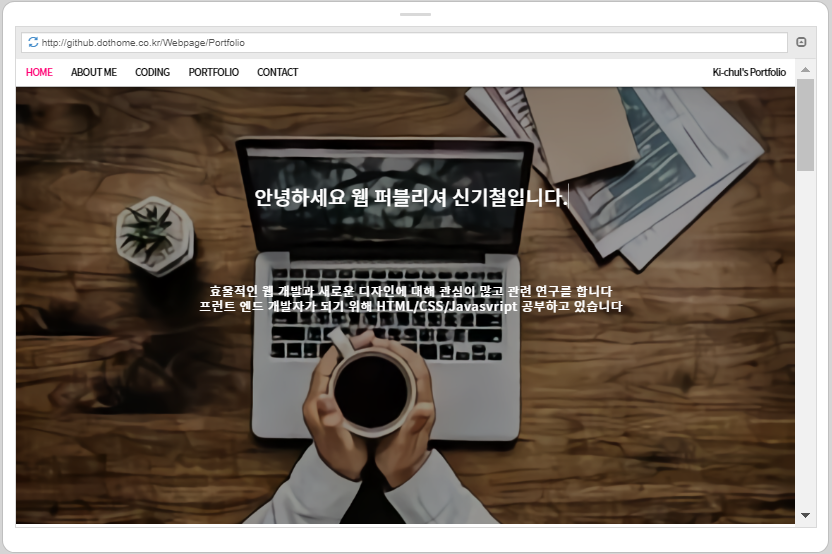 http://github.dothome.co.kr/Webpage/Portfolio
HOME ABOUT ME CODING PORTFOLIO CONTACT Ki-chul's Portfolio
안녕하세요 웹 퍼블리셔 신기철입니다.
효율적인 웹 개발과 새로운 디자인에 대해 관심이 많고 관련 연구를 합니다
프런트 엔드 개발자가 되기 위해 HTML/CSS/Javasvript 공부하고 있습니다